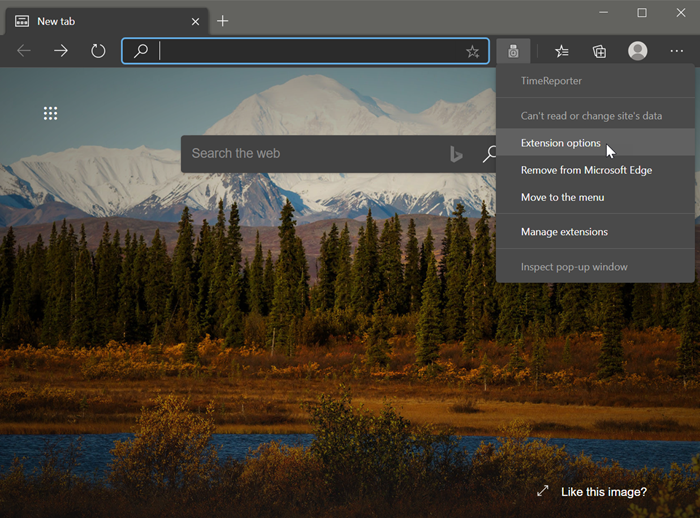 New tab
TimeReporter
Can't read or change site's data
Extension options
Search the web
Remove from Microsoft Edge
Move to the menu
Manage extensions
Inspect pop-up window
Like this image?